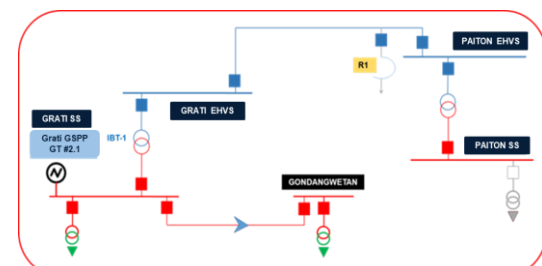 PAITON EHVS
R1
GRATI EHVS
GRATI SS
Grati GSPP
GT #2.1
IBT-1
PAITON SS
GONDANGWETAN